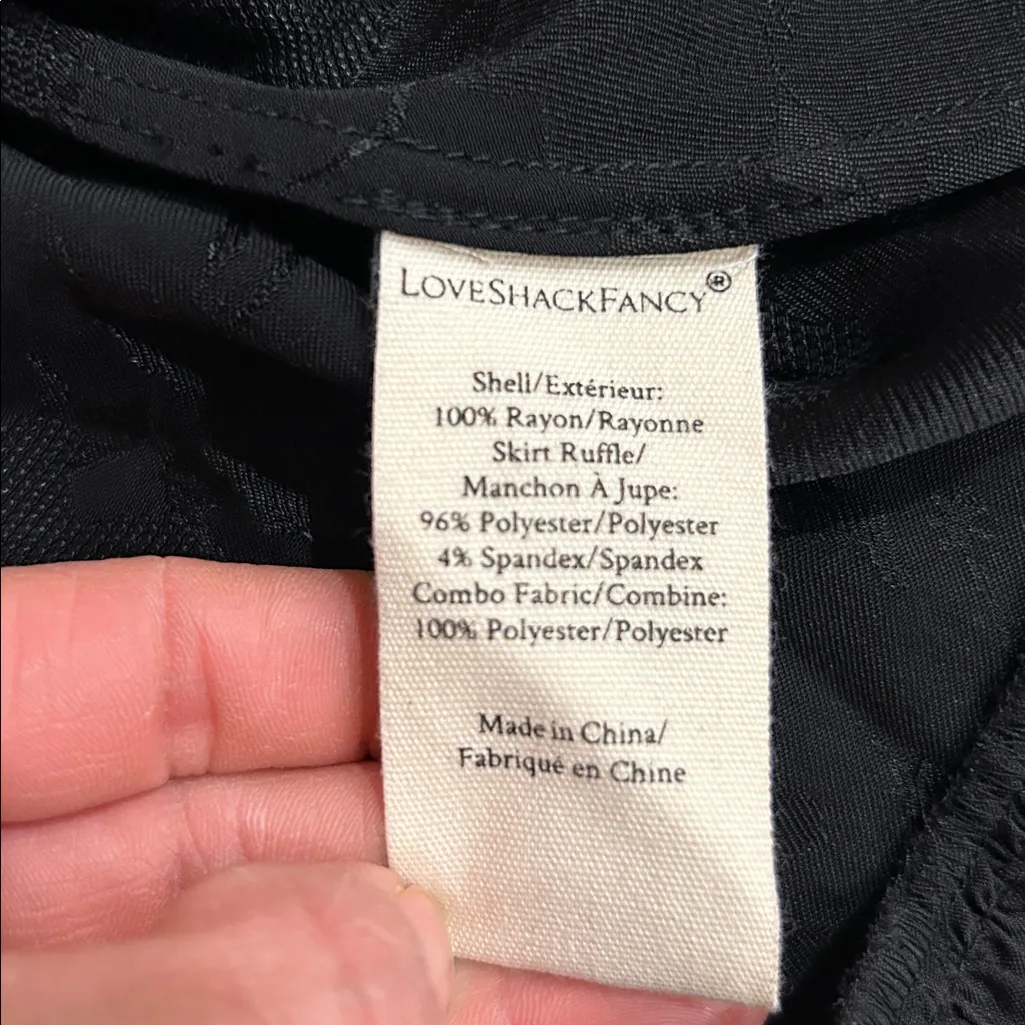 LOVESHACKFANCY®
Shell/Extérieur:
100% Rayon/Rayonne
Skirt Ruffle/
Manchon À Jupe:
96% Polyester/Polyester
4% Spandex/Spandex
Combo Fabric/Combine:
100% Polyester/Polyester
Made in China/
Fabriqué en Chine